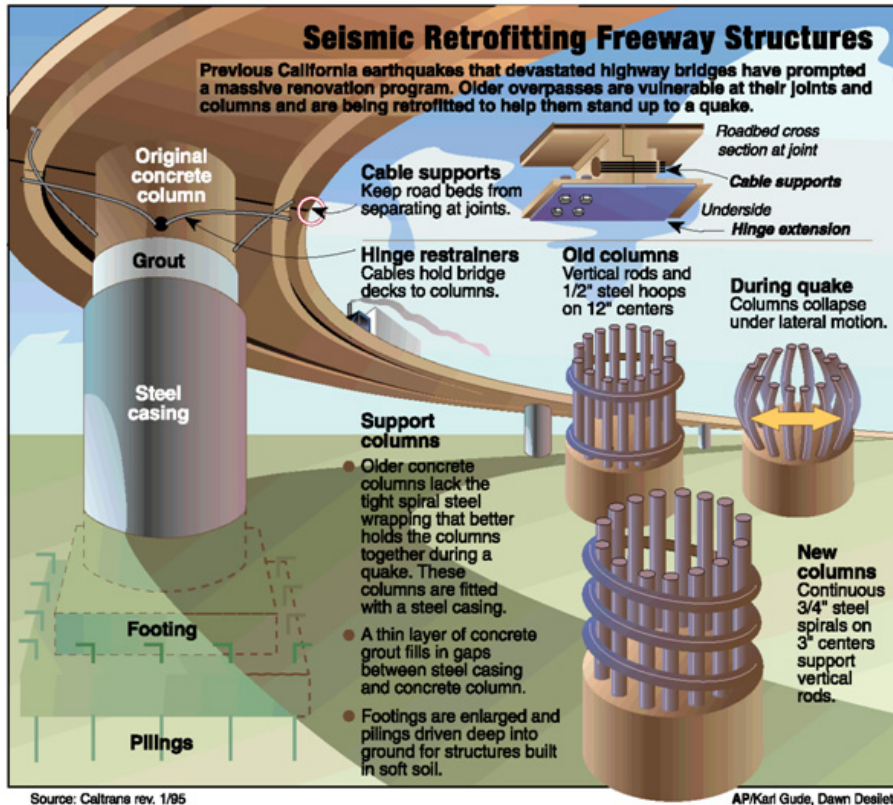 Seismic Retrofitting Freeway Structures
Previous California earthquakes that devastated highway bridges have prompted
a massive renovation program. Older overpasses are vulnerable at their joints and
columns and are being retrofitted to help them stand up to a quake.
Original
concrete
column
Grout
Steel
casing
Footing
Pilings
Cable supports
Keep road beds from
separating at joints.
Hinge restrainers
Cables hold bridge
decks to columns.
Roadbed cross
section at joint
Cable supports
Underside
Hinge extension
Old columns
Vertical rods and
1/2" steel hoops
on 12" centers
During quake
Columns collapse
under lateral motion.
Support
columns
Older concrete
columns lack the
tight spiral steel
wrapping that better
holds the columns
together during a
quake. These
columns are fitted
with a steel casing.
A thin layer of concrete
grout fills in gaps
between steel casing
and concrete column.
Footings are enlarged and
pilings driven deep into
ground for structures built
in soft soil.
New
columns
Continuous
3/4" steel
spirals on
3" centers
support
vertical
rods.
Source: Caltrans rev. 1/95
AP/Karl Gude, Dawn Desilet